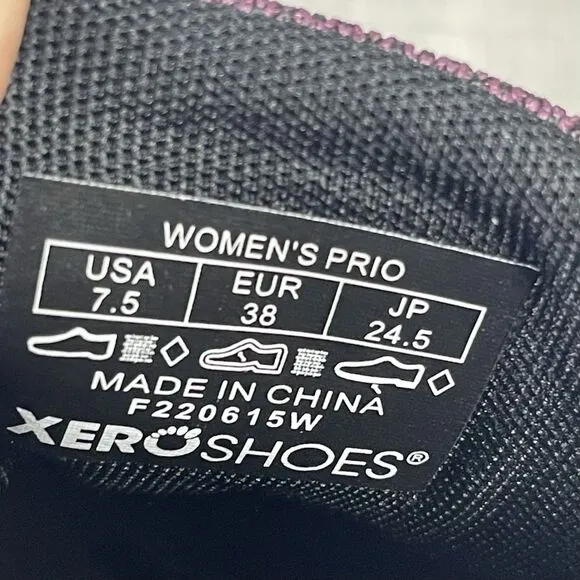 WOMEN'S PRIO
USA EUR JP
7.5 38 24.5
MADE IN CHINA
F220615W
XEROSHOES®